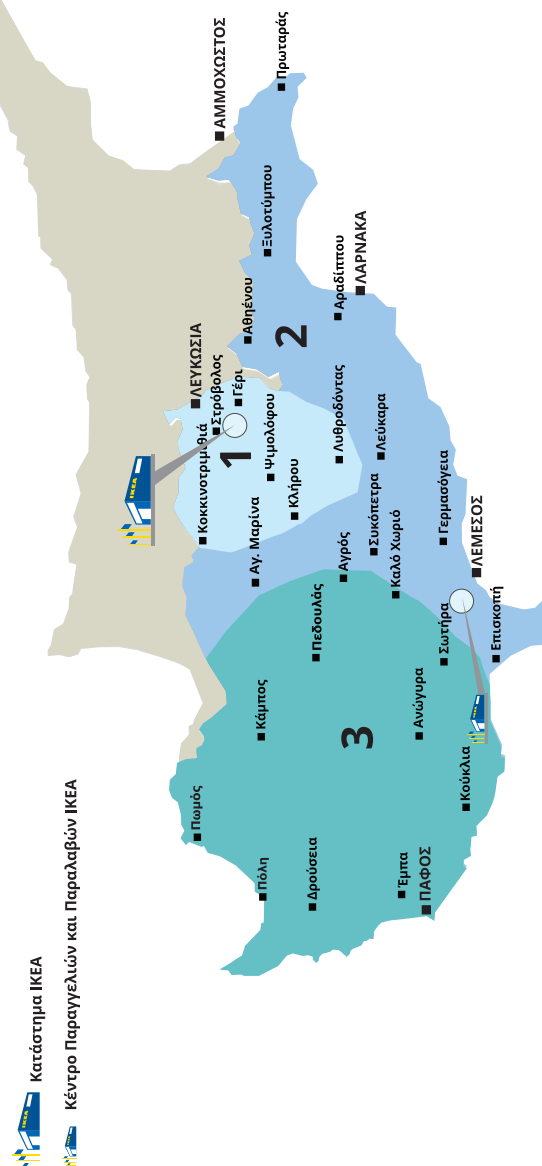 Κατάστημα ΙΚΕΑ
Κέντρο Παραγγελιών και Παραλαβών ΙΚΕΑ
IKEA
IKEA
IKEA
ΛΕΥΚΩΣΙΑ
Κοκκινοτριμιθιά
Στρόβολος
Γέρι
1
Ψιμολόφου
Κλήρου
Αγ. Μαρίνα
Λυθροδόντας
ΑΜΜΟΧΩΣΤΟΣ
Πρωταράς
Ξυλοτύμπου
Αθηένου
2
Αραδίππου
ΛΑΡΝΑΚΑ
Λεύκαρα
Συκόπετρα
Αγρός
Καλό Χωριό
Γερμασόγεια
ΛΕΜΕΣΟΣ
Επισκοπή
Σωτήρα
Πεδουλάς
Κάμπος
3
Ανώγυρα
IKEA
Κούκλια
Πωμός
Πόλη
Δρούσεια
Έμπα
ΠΑΦΟΣ